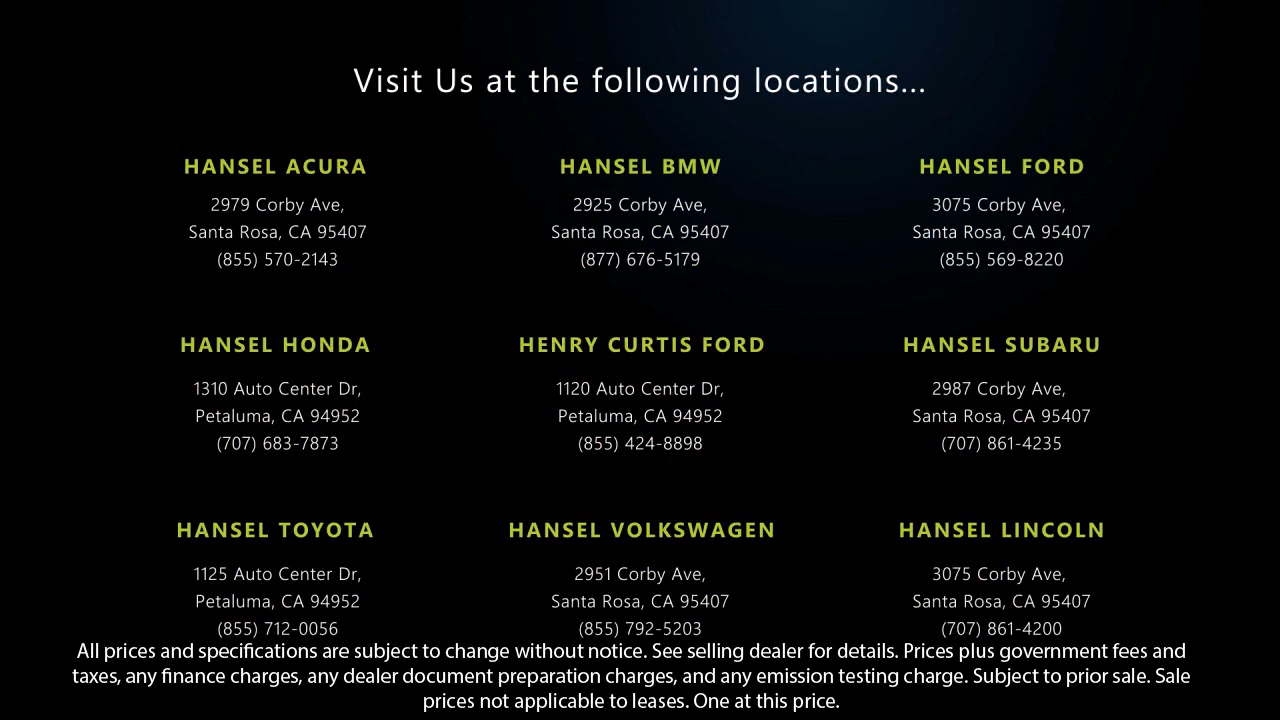 Visit Us at the following locations...
HANSEL ACURA
2979 Corby Ave,
Santa Rosa, CA 95407
(855) 570-2143
HANSEL BMW
2925 Corby Ave,
Santa Rosa, CA 95407
(877) 676-5179
HANSEL FORD
3075 Corby Ave,
Santa Rosa, CA 95407
(855) 569-8220
HANSEL HONDA
1310 Auto Center Dr,
Petaluma, CA 94952
(707) 683-7873
HENRY CURTIS FORD
1120 Auto Center Dr,
Petaluma, CA 94952
(855) 424-8898
HANSEL SUBARU
2987 Corby Ave,
Santa Rosa, CA 95407
(707) 861-4235
HANSEL TOYOTA
1125 Auto Center Dr,
Petaluma, CA 94952
(855) 712-0056
HANSEL VOLKSWAGEN
2951 Corby Ave,
Santa Rosa, CA 95407
(855) 792-5203
HANSEL LINCOLN
3075 Corby Ave,
Santa Rosa, CA 95407
(707) 861-4200
All prices and specifications are subject to change without notice. See selling dealer for details. Prices plus government fees and
taxes, any finance charges, any dealer document preparation charges, and any emission testing charge. Subject to prior sale. Sale
prices not applicable to leases. One at this price.